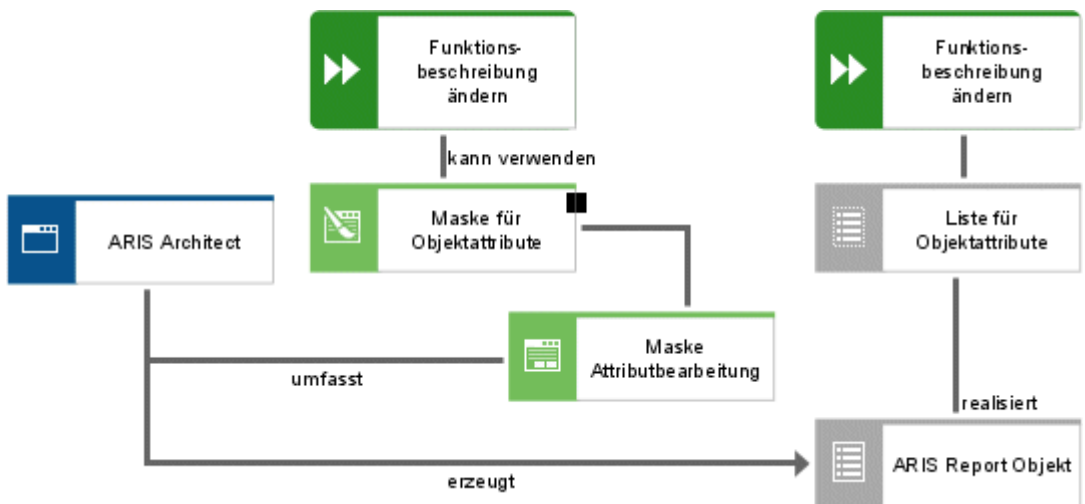 Funktions-
beschreibung
ändern
Funktions-
beschreibung
ändern
kann verwenden
ARIS Architect
Maske für
Objektattribute
Liste für
Objektattribute
Maske
Attributbearbeitung
umfasst
realisiert
ARIS Report Objekt
erzeugt